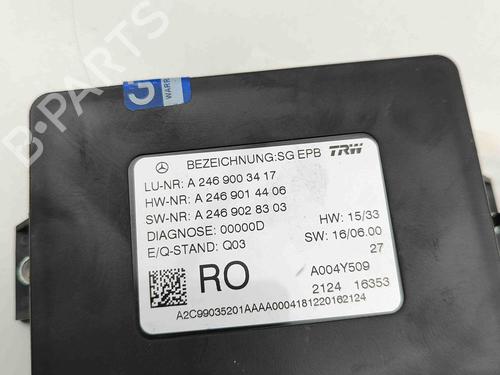 B-PARTS
3
WARR
BEZEICHNUNG:SG EPB TRW
LU-NR: A 246 900 34 17
HW-NR: A 246 901 44 06
SW-NR: A 246 902 83 03
DIAGNOSE: 00000D HW: 15/33
E/Q-STAND: Q03 SW: 16/06.00
27
RO A004Y509
2124 16353
A2C99035201AAAA0004181220162124